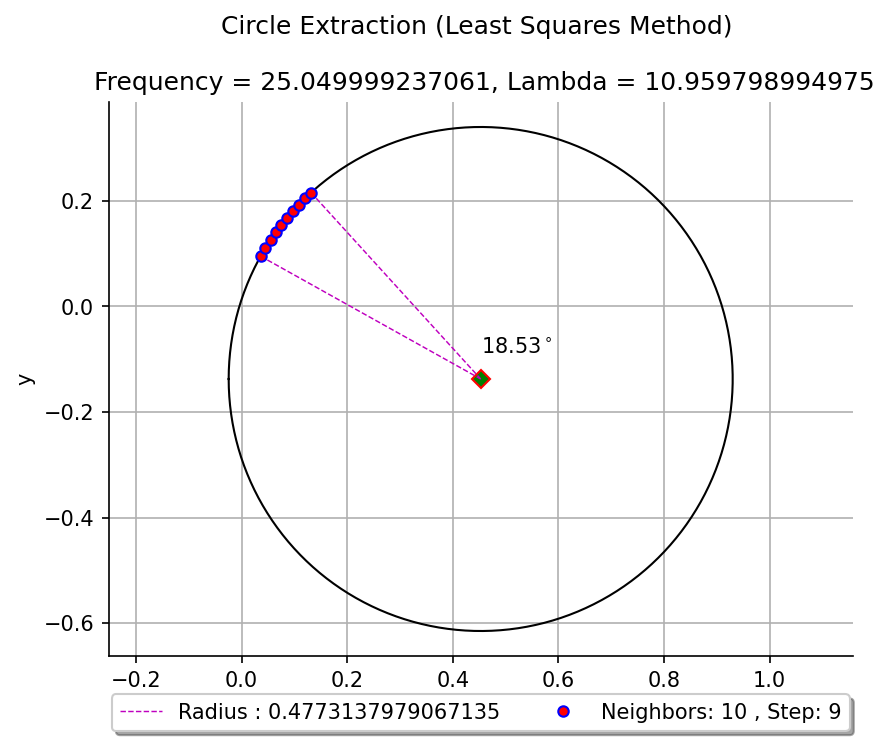 Circle Extraction (Least Squares Method)
Frequency = 25.049999237061, Lambda = 10.959798994975
0.2
0.0
−0.2
−0.4
−0.6
y
18.53°
−0.2 0.0 0.2 0.4 0.6 0.8 1.0
Radius : 0.4773137979067135 Neighbors: 10 , Step: 9